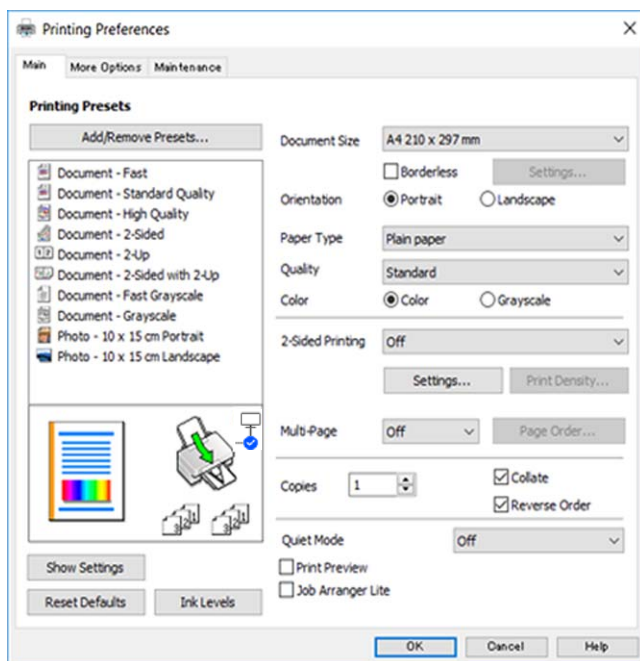 Printing Preferences
Main More Options Maintenance
Printing Presets
Add/Remove Presets...
Document - Fast
Document - Standard Quality
Document - High Quality
Document - 2-Sided
Document - 2-Up
Document - 2-Sided with 2-Up
Document - Fast Grayscale
Document - Grayscale
Photo - 10 x 15 cm Portrait
Photo - 10 x 15 cm Landscape
Show Settings
Reset Defaults Ink Levels
Document Size A4 210 x 297 mm
Borderless Settings...
Orientation Portrait Landscape
Paper Type Plain paper
Quality Standard
Color Color Grayscale
2-Sided Printing Off
Settings... Print Density...
Multi-Page Off Page Order...
Copies 1 Collate
Reverse Order
Quiet Mode Off
Print Preview
Job Arranger Lite
OK Cancel Help